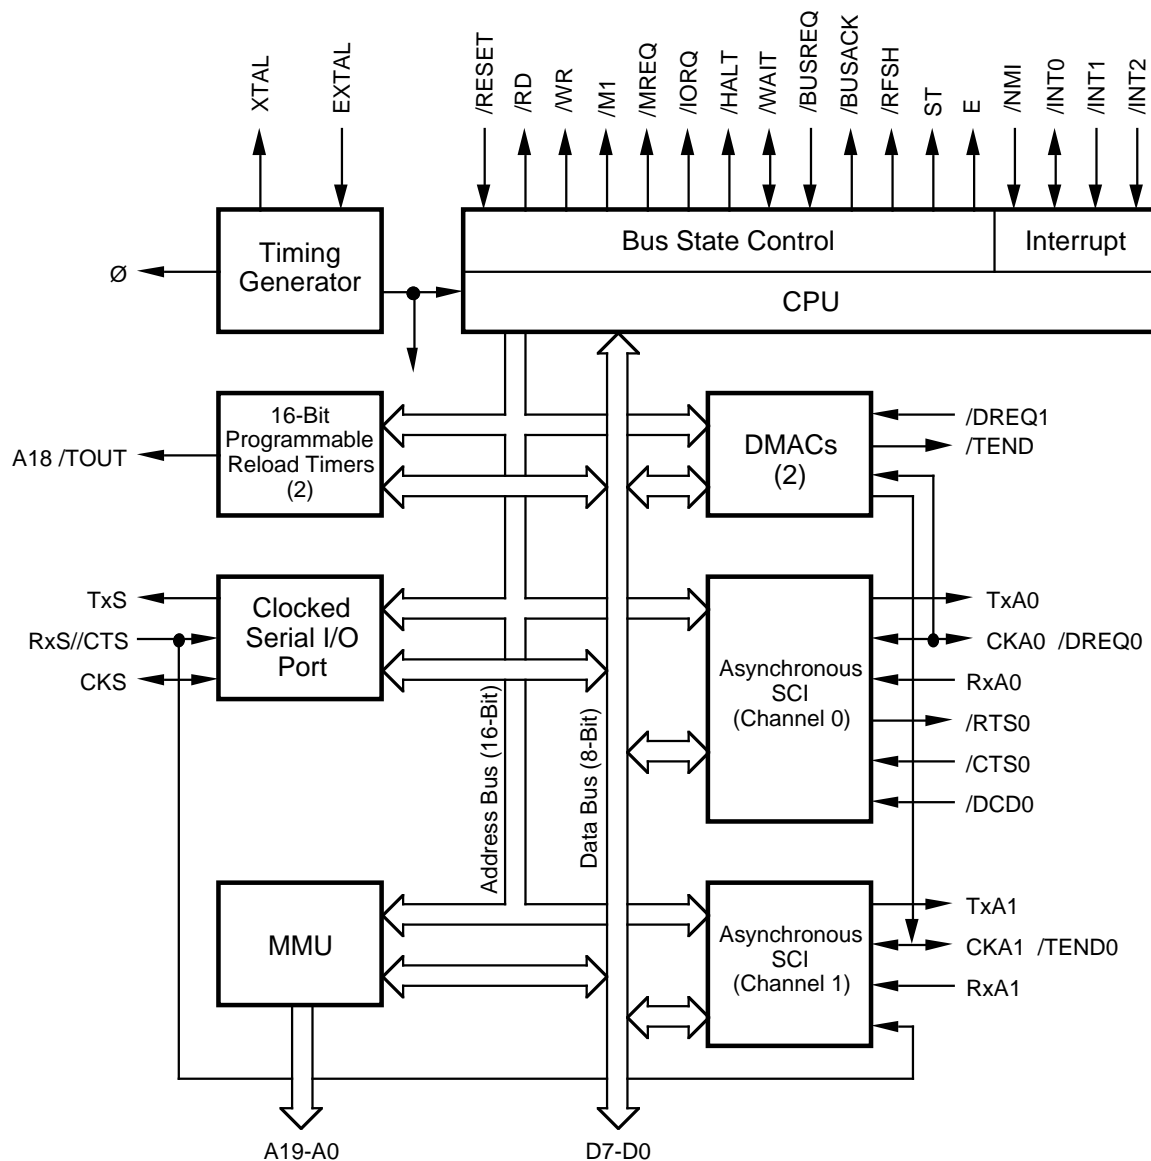 XTAL
EXTAL
/RESET
/RD
/WR
/M1
/MREQ
/IORQ
/HALT
/WAIT
/BUSREQ
/BUSACK
/RFSH
ST
E
/NMI
/INT0
/INT1
/INT2
Timing
Generator
Ø
Bus State Control
Interrupt
CPU
16-Bit
Programmable
Reload Timers
(2)
A18 /TOUT
DMACs
(2)
/DREQ1
/TEND
TxS
RxS//CTS
CKS
Clocked
Serial I/O
Port
Asynchronous
SCI
(Channel 0)
TxA0
CKA0 /DREQ0
RxA0
/RTS0
/CTS0
/DCD0
Address Bus (16-Bit)
Data Bus (8-Bit)
MMU
Asynchronous
SCI
(Channel 1)
TxA1
CKA1 /TEND0
RxA1
A19-A0
D7-D0